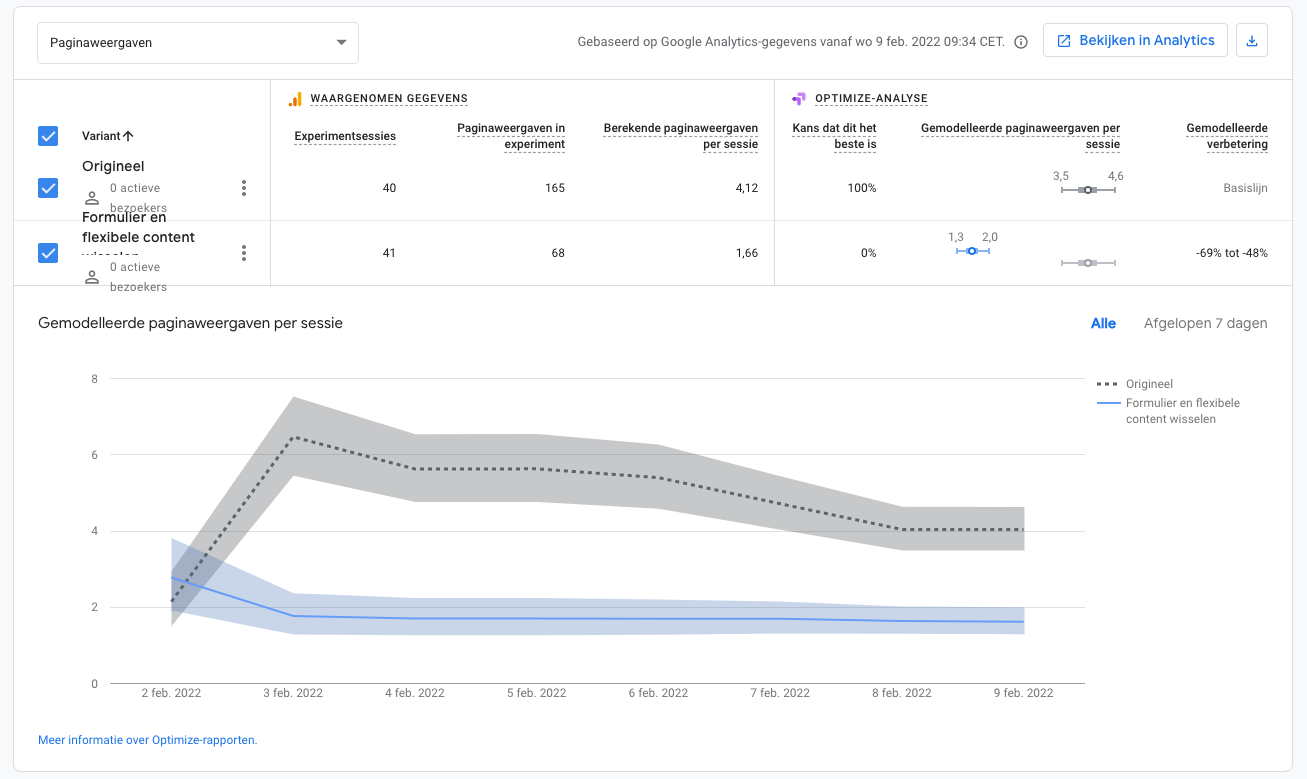 Paginaweergaven
Gebaseerd op Google Analytics-gegevens vanaf wo 9 feb. 2022 09:34 CET.
Bekijken in Analytics
WAARGENOMEN GEGEVENS
OPTIMIZE-ANALYSE
Variant
Experimentsessies
Paginaweergaven in
experiment
Berekende paginaweergaven
per sessie
Kans dat dit het
beste is
Gemodelleerde paginaweergaven per
sessie
Gemodelleerde
verbetering
Origineel
0 actieve
bezoekers
40
165
4,12
100%
3,5 4,6
Basislijn
Formulier en
flexibele content
wisselen
0 actieve
bezoekers
41
68
1,66
0%
1,3 2,0
-69% tot -48%
Gemodelleerde paginaweergaven per sessie
Alle
Afgelopen 7 dagen
8
6
4
2
0
2 feb. 2022 3 feb. 2022 4 feb. 2022 5 feb. 2022 6 feb. 2022 7 feb. 2022 8 feb. 2022 9 feb. 2022
Origineel
Formulier en flexibele
content wisselen
Meer informatie over Optimize-rapporten.